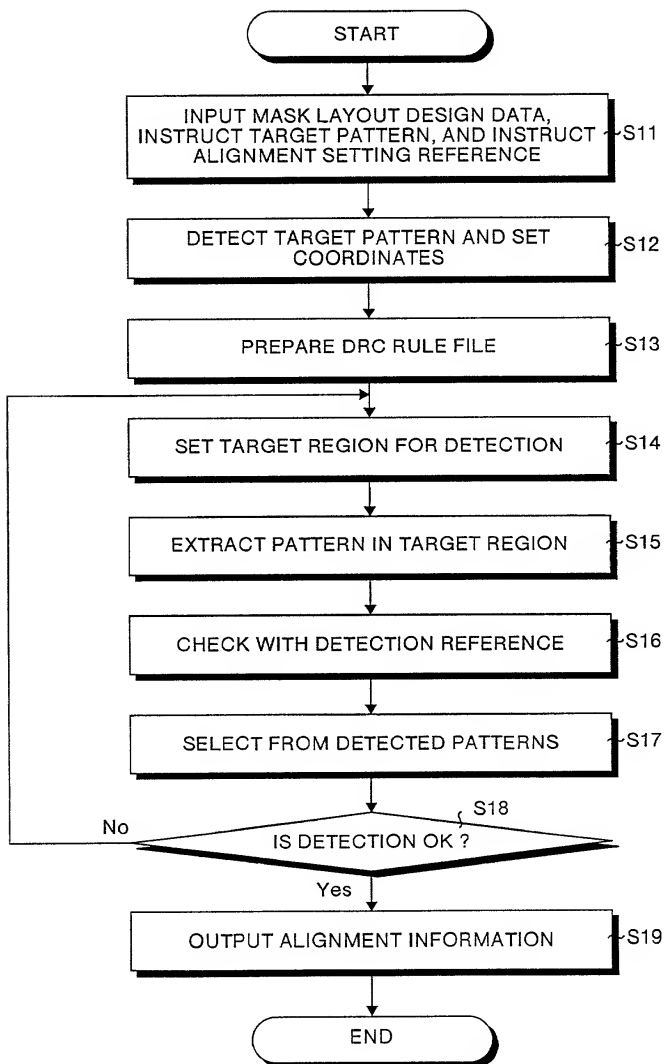 START
INPUT MASK LAYOUT DESIGN DATA,
INSTRUCT TARGET PATTERN, AND INSTRUCT
ALIGNMENT SETTING REFERENCE
S11
DETECT TARGET PATTERN AND SET
COORDINATES
S12
PREPARE DRC RULE FILE
S13
SET TARGET REGION FOR DETECTION
S14
EXTRACT PATTERN IN TARGET REGION
S15
CHECK WITH DETECTION REFERENCE
S16
SELECT FROM DETECTED PATTERNS
S17
S18
No
IS DETECTION OK ?
Yes
OUTPUT ALIGNMENT INFORMATION
S19
END